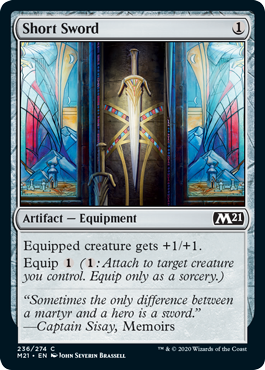 Short Sword 1
Artifact — Equipment M21
Equipped creature gets +1/+1.
Equip 1 (1: Attach to target creature
you control. Equip only as a sorcery.)
“Sometimes the only difference between
a martyr and a hero is a sword.”
—Captain Sisay, Memoirs
236/274 C
M21 • EN John Severin Brassell ™ & © 2020 Wizards of the Coast